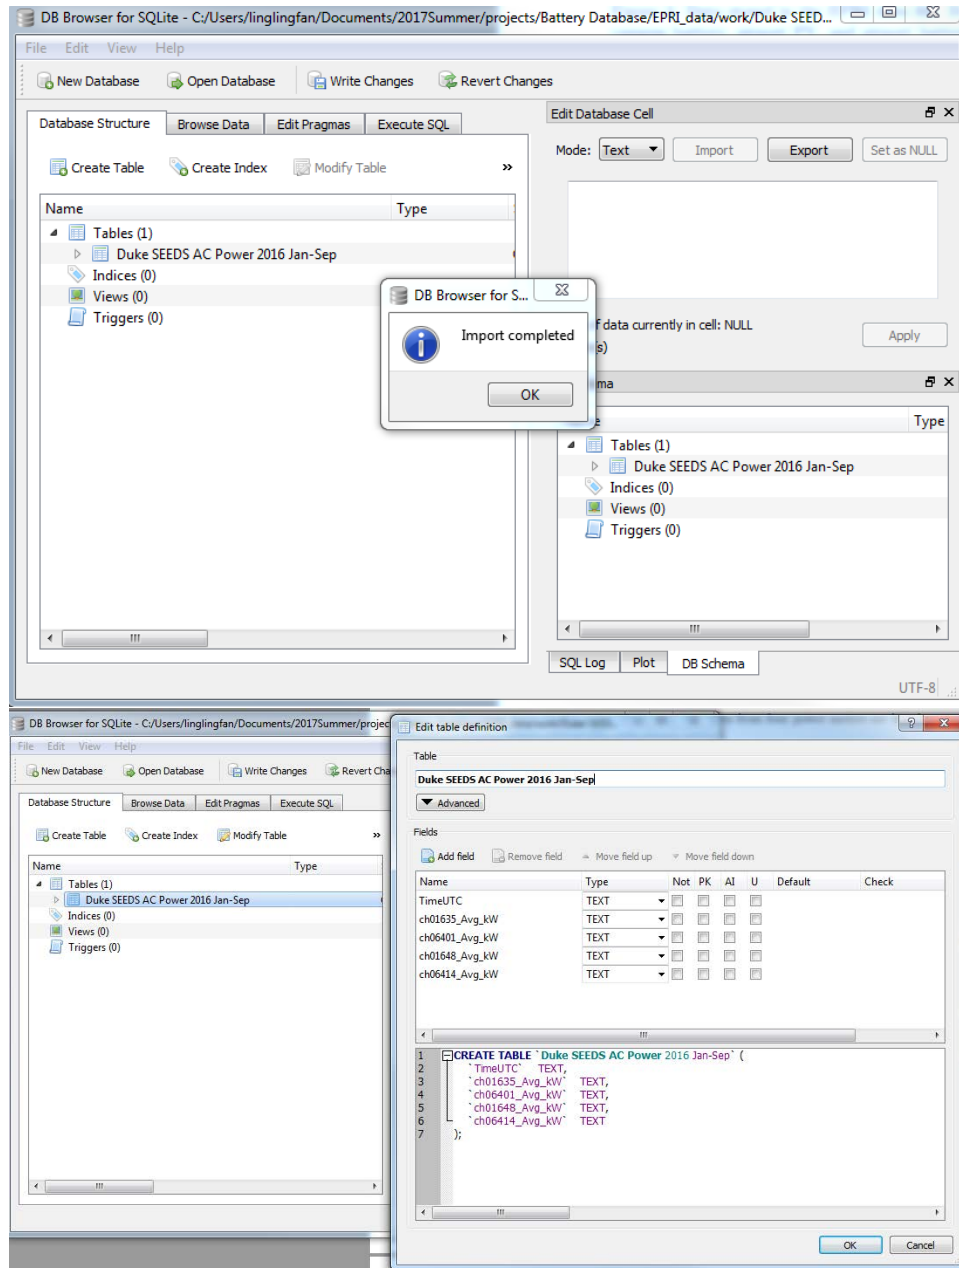 DB Browser for SQLite - C:/Users/linglingfan/Documents/2017Summer/projects/Battery Database/EPRI_data/work/Duke SEED...
File Edit View Help
New Database Open Database Write Changes Revert Changes
Database Structure Browse Data Edit Pragmas Execute SQL
Create Table Create Index Modify Table »
Name Type
Tables (1)
Duke SEEDS AC Power 2016 Jan-Sep
Indices (0)
Views (0)
Triggers (0)
Edit Database Cell
Mode: Text Import Export Set as NULL
f data currently in cell: NULL
s)
Apply
DB Browser for S...
Import completed
OK
ma
e Type
Tables (1)
Duke SEEDS AC Power 2016 Jan-Sep
Indices (0)
Views (0)
Triggers (0)
SQL Log Plot DB Schema
UTF-8
DB Browser for SQLite - C:/Users/linglingfan/Documents/2017Summer/projec
File Edit View Help
New Database Open Database Write Changes Revert Cha
Database Structure Browse Data Edit Pragmas Execute SQL
Create Table Create Index Modify Table »
Name Type
Tables (1)
Duke SEEDS AC Power 2016 Jan-Sep
Indices (0)
Views (0)
Triggers (0)
Edit table definition
Table
Duke SEEDS AC Power 2016 Jan-Sep
Advanced
Fields
Add field Remove field Move field up Move field down
Name Type Not PK AI U Default Check
TimeUTC TEXT
ch01635_Avg_kW TEXT
ch06401_Avg_kW TEXT
ch01648_Avg_kW TEXT
ch06414_Avg_kW TEXT
1 CREATE TABLE `Duke SEEDS AC Power 2016 Jan-Sep` (
2 `TimeUTC` TEXT,
3 `ch01635_Avg_kW` TEXT,
4 `ch06401_Avg_kW` TEXT,
5 `ch01648_Avg_kW` TEXT,
6 `ch06414_Avg_kW` TEXT
7 );
OK Cancel